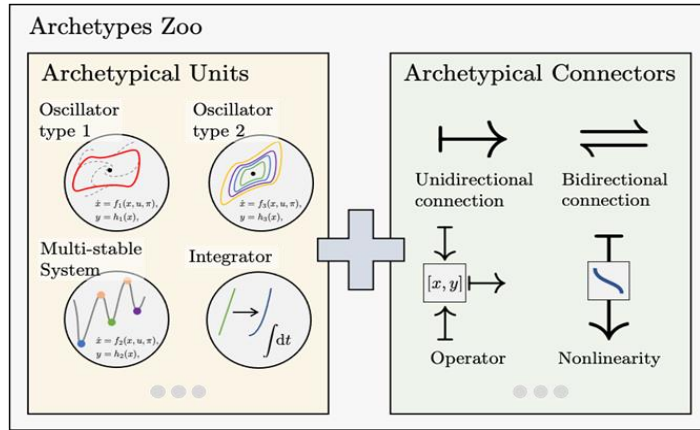 Archetypes Zoo
Archetypical Units
Oscillator
type 1
ẋ = f₁(x, u, π),
y = h₁(x),
Oscillator
type 2
ẋ = f₃(x, u, π),
y = h₃(x),
Multi-stable
System
ẋ = f₂(x, u, π),
y = h₂(x),
Integrator
∫dt
Archetypical Connectors
Unidirectional
connection
Bidirectional
connection
[x, y]
Operator
Nonlinearity